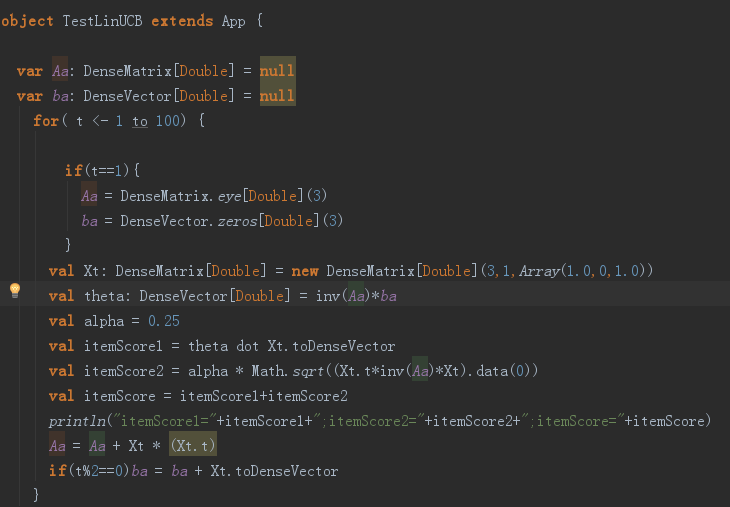 object TestLinUCB extends App {
var Aa: DenseMatrix[Double] = null
var ba: DenseVector[Double] = null
for( t <- 1 to 100) {
if(t==1){
Aa = DenseMatrix.eye[Double](3)
ba = DenseVector.zeros[Double](3)
}
val Xt: DenseMatrix[Double] = new DenseMatrix[Double](3,1,Array(1.0,0,1.0))
val theta: DenseVector[Double] = inv(Aa)*ba
val alpha = 0.25
val itemScore1 = theta dot Xt.toDenseVector
val itemScore2 = alpha * Math.sqrt((Xt.t*inv(Aa)*Xt).data(0))
val itemScore = itemScore1+itemScore2
println("itemScore1="+itemScore1+";itemScore2="+itemScore2+";itemScore="+itemScore)
Aa = Aa + Xt * (Xt.t)
if(t%2==0)ba = ba + Xt.toDenseVector
}